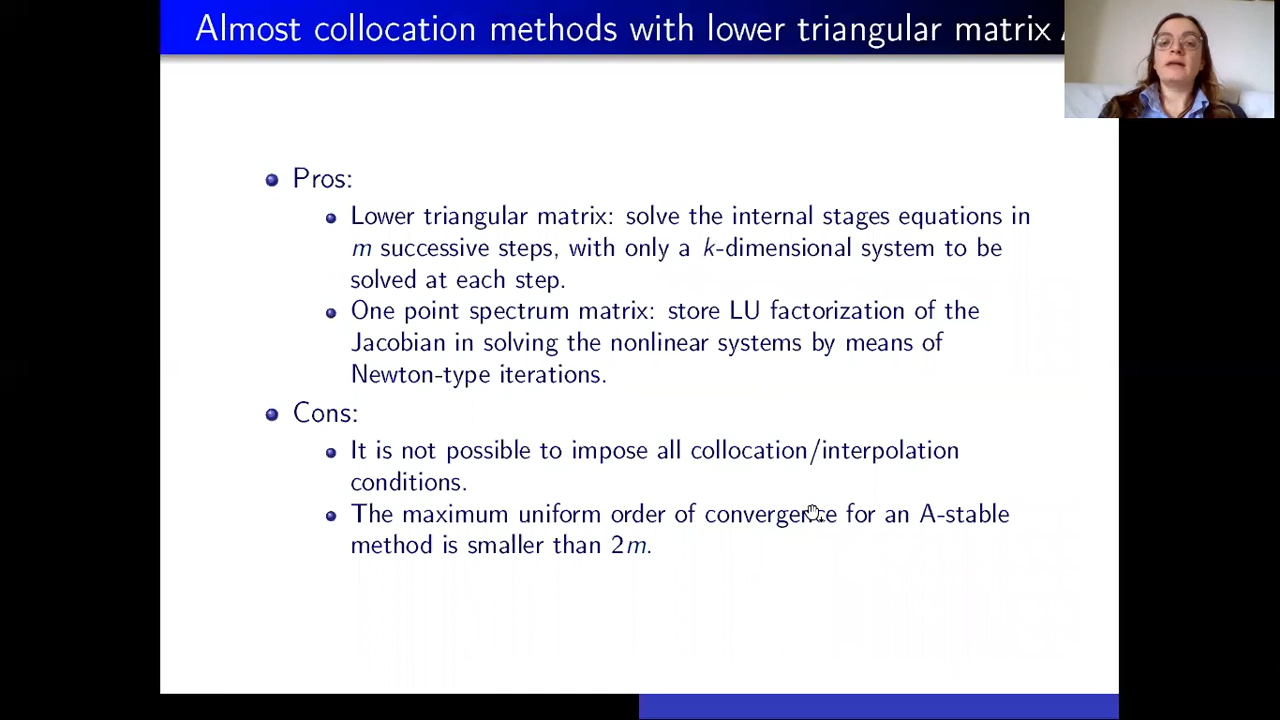 Almost collocation methods with lower triangular matrix
Pros:
Lower triangular matrix: solve the internal stages equations in
m successive steps, with only a k-dimensional system to be
solved at each step.
One point spectrum matrix: store LU factorization of the
Jacobian in solving the nonlinear systems by means of
Newton-type iterations.
Cons:
It is not possible to impose all collocation/interpolation
conditions.
The maximum uniform order of convergence for an A-stable
method is smaller than 2m.